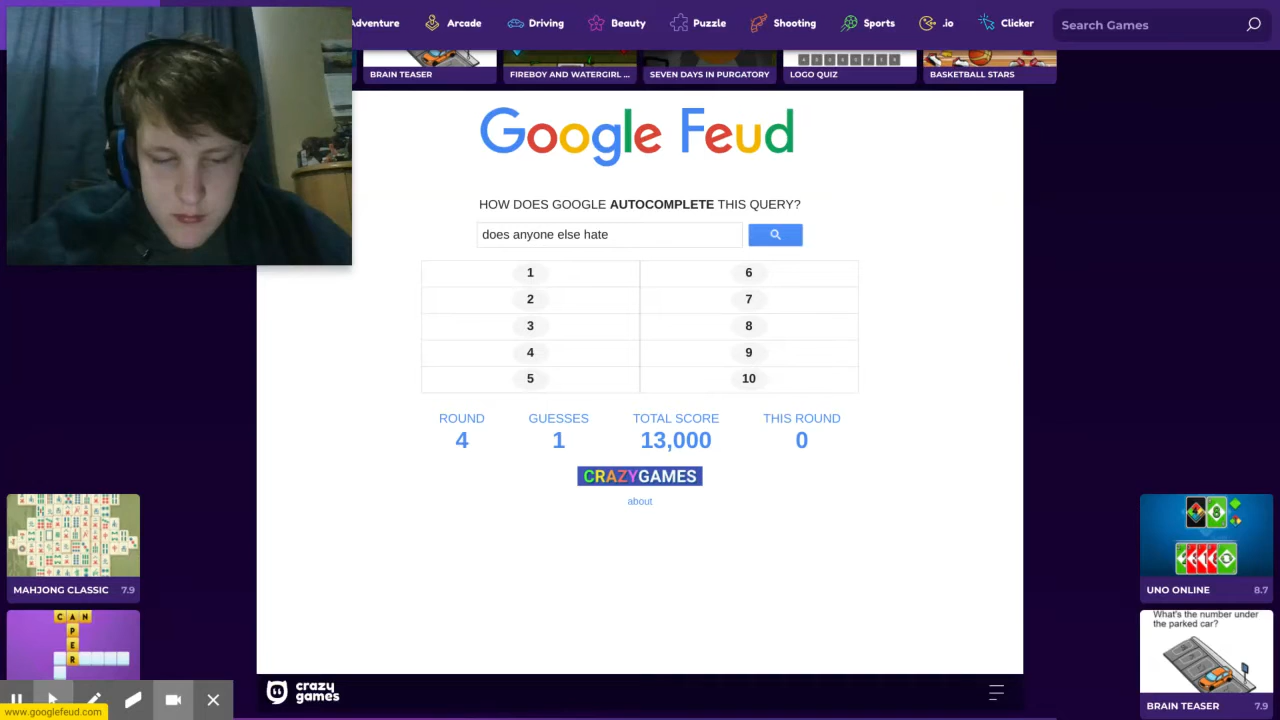 Adventure
Arcade
Driving
Beauty
Puzzle
Shooting
Sports
.io
Clicker
Search Games
BRAIN TEASER
FIREBOY AND WATERGIRL ...
SEVEN DAYS IN PURGATORY
LOGO QUIZ
BASKETBALL STARS
Google Feud
HOW DOES GOOGLE AUTOCOMPLETE THIS QUERY?
does anyone else hate
1 6
2 7
3 8
4 9
5 10
ROUND GUESSES TOTAL SCORE THIS ROUND
4 1 13,000 0
CRAZYGAMES
about
MAHJONG CLASSIC 7.9
CAN
P
E
R
UNO ONLINE 8.7
What's the number under
the parked car?
BRAIN TEASER 7.9
crazy
games
www.googlefeud.com